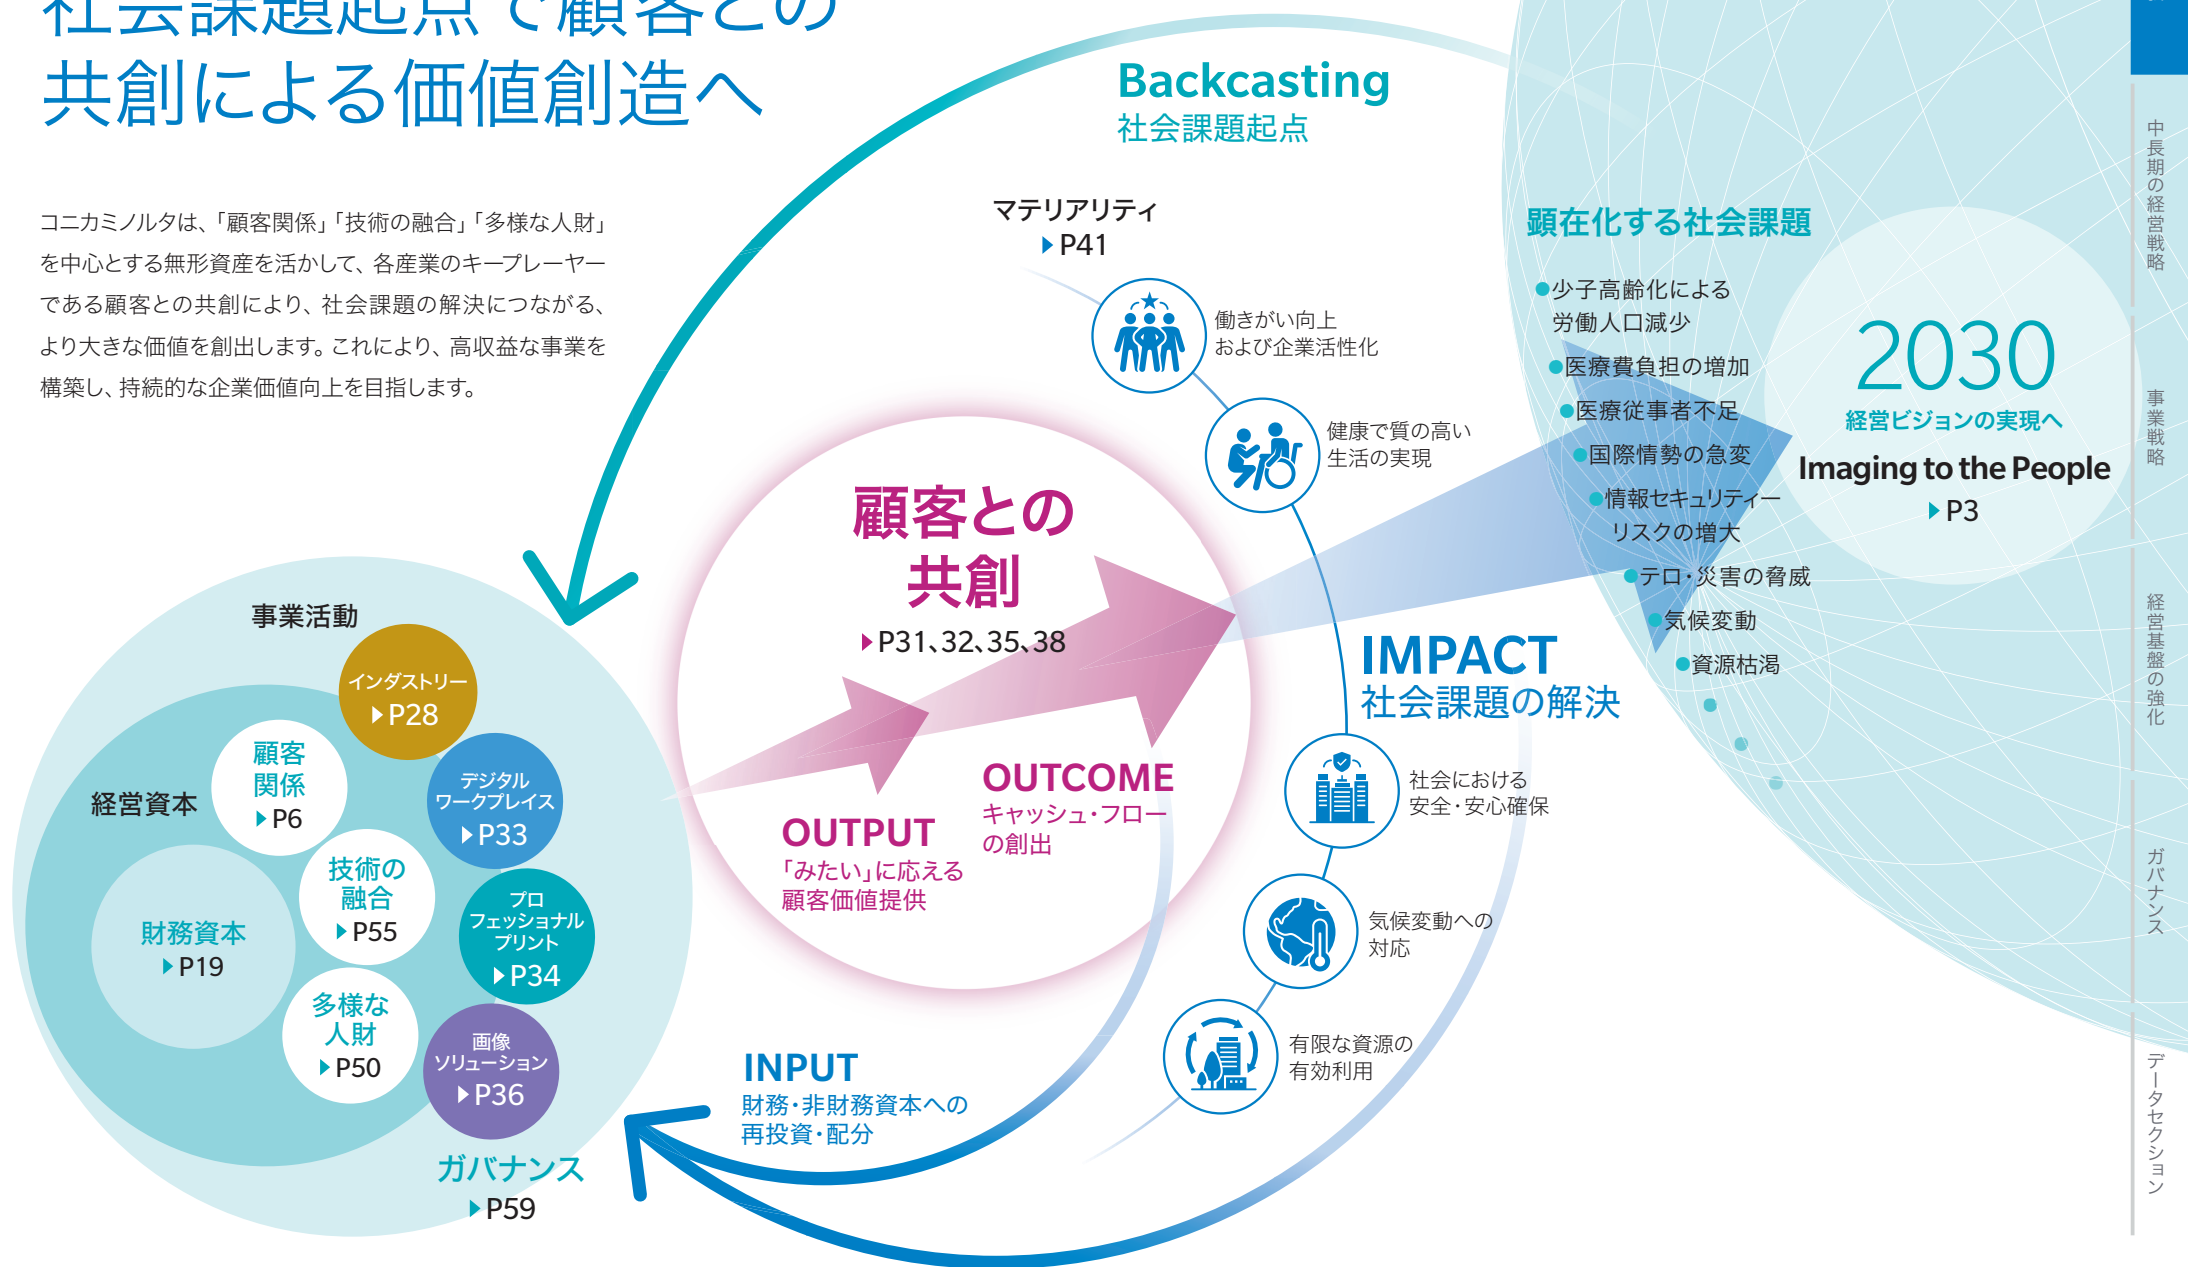 社会課題起点で顧客との
共創による価値創造へ
コニカミノルタは、「顧客関係」「技術の融合」「多様な人財」
を中心とする無形資産を活かして、各産業のキープレーヤー
である顧客との共創により、社会課題の解決につながる、
より大きな価値を創出します。これにより、高収益な事業を
構築し、持続的な企業価値向上を目指します。
Backcasting
社会課題起点
マテリアリティ
P41
働きがい向上
および企業活性化
健康で質の高い
生活の実現
顕在化する社会課題
●少子高齢化による
労働人口減少
●医療費負担の増加
●医療従事者不足
●国際情勢の急変
●情報セキュリティー
リスクの増大
●テロ・災害の脅威
●気候変動
●資源枯渇
2030
経営ビジョンの実現へ
Imaging to the People
P3
顧客との
共創
P31、32、35、38
IMPACT
社会課題の解決
OUTCOME
キャッシュ・フロー
の創出
OUTPUT
「みたい」に応える
顧客価値提供
社会における
安全・安心確保
気候変動への
対応
有限な資源の
有効利用
INPUT
財務・非財務資本への
再投資・配分
事業活動
インダストリー
P28
デジタル
ワークプレイス
P33
プロ
フェッショナル
プリント
P34
画像
ソリューション
P36
経営資本
顧客
関係
P6
技術の
融合
P55
多様な
人財
P50
財務資本
P19
ガバナンス
P59
中長期の経営戦略
事業戦略
経営基盤の強化
ガバナンス
データセクション